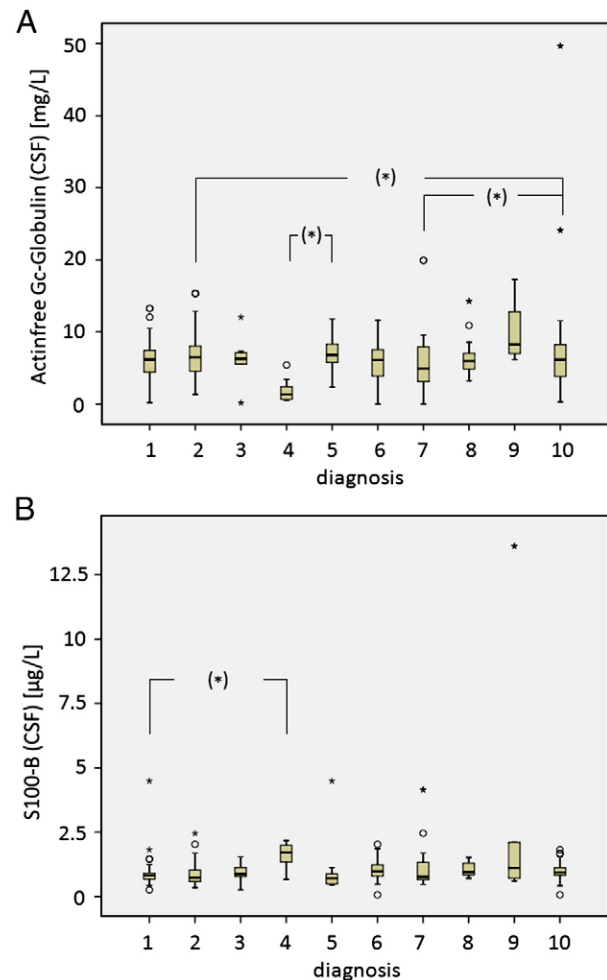 A
Actinfree Gc-Globulin (CSF) [mg/L]
50
40
30
20
10
0
(*)
(*)
(*)
1 2 3 4 5 6 7 8 9 10
diagnosis
B
S100-B (CSF) [µg/L]
12.5
10
7.5
5
2.5
0
(*)
1 2 3 4 5 6 7 8 9 10
diagnosis